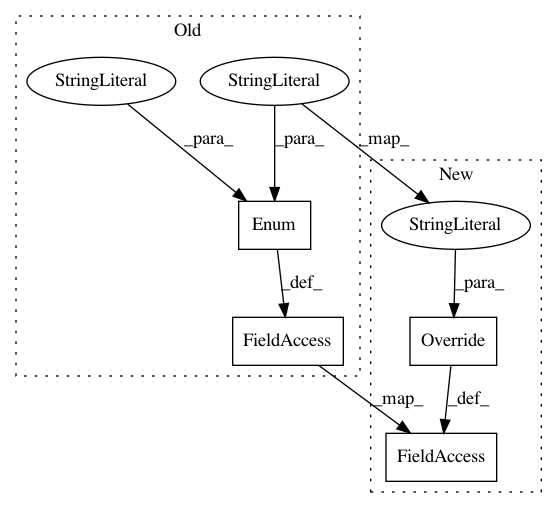 Old
StringLiteral
StringLiteral
_para_
_para_
_map_
New
Enum
StringLiteral
_def_
_para_
FieldAccess
Override
_map_
_def_
FieldAccess